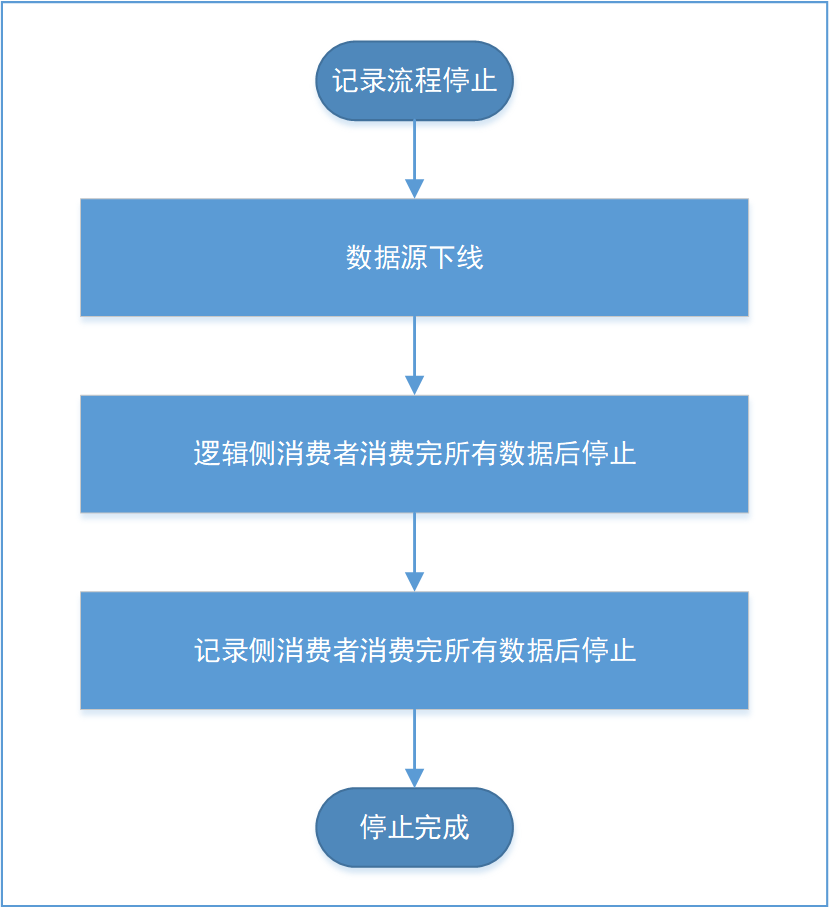 记录流程停止
数据源下线
逻辑侧消费者消费完所有数据后停止
记录侧消费者消费完所有数据后停止
停止完成